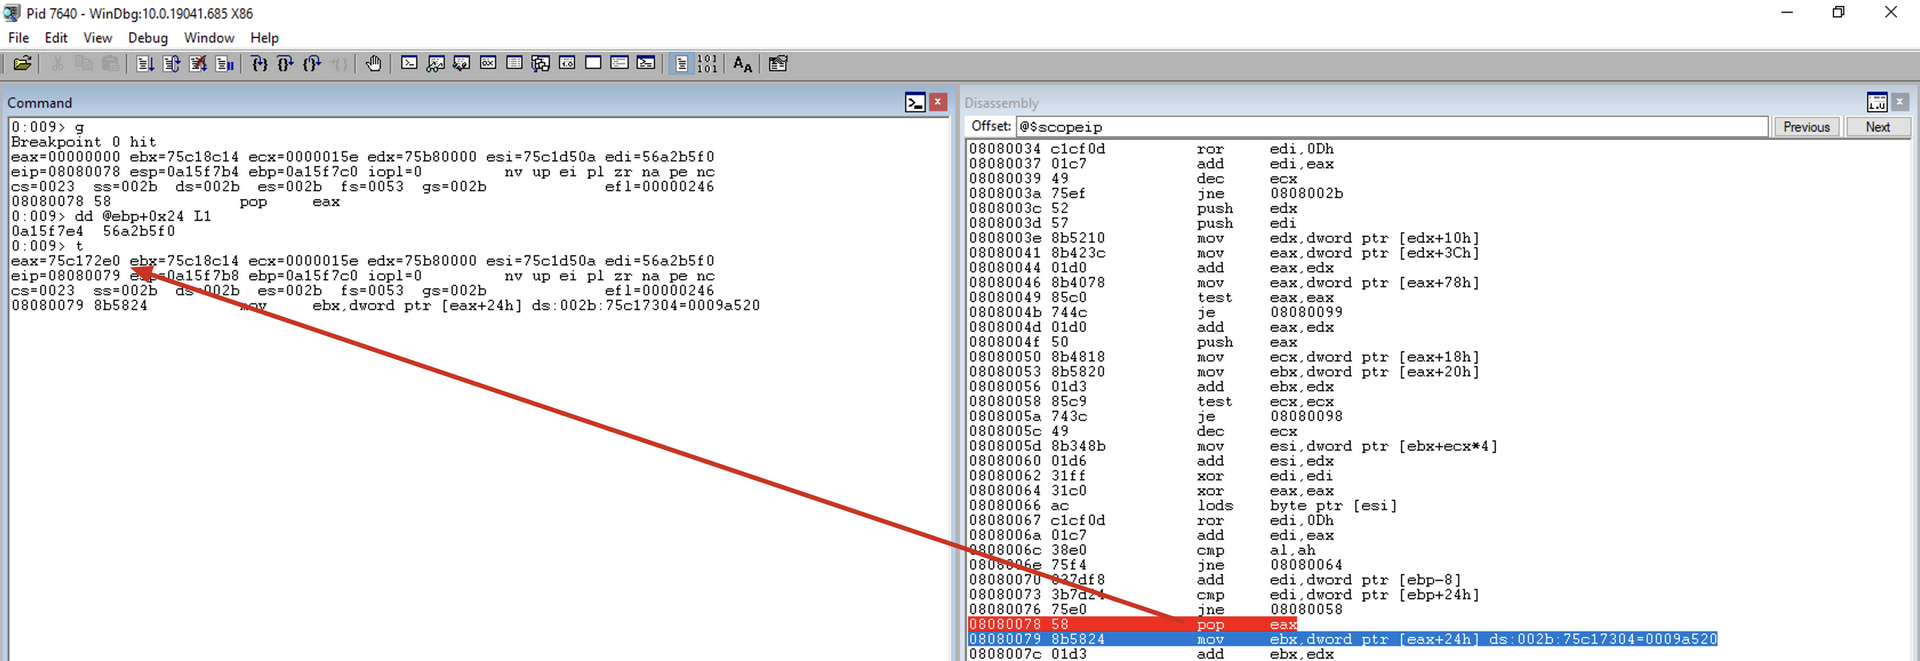 Pid 7640 - WinDbg:10.0.19041.685 X86
File Edit View Debug Window Help
Command
0:009> g
Breakpoint 0 hit
eax=00000000 ebx=75c18c14 ecx=0000015e edx=75b80000 esi=75c1d50a edi=56a2b5f0
eip=08080078 esp=0a15f7b4 ebp=0a15f7c0 iopl=0 nv up ei pl zr na pe nc
cs=0023 ss=002b ds=002b es=002b fs=0053 gs=002b efl=00000246
08080078 58 pop eax
0:009> dd @ebp+0x24 L1
0a15f7e4 56a2b5f0
0:009> t
eax=75c172e0 ebx=75c18c14 ecx=0000015e edx=75b80000 esi=75c1d50a edi=56a2b5f0
eip=08080079 esp=0a15f7b8 ebp=0a15f7c0 iopl=0 nv up ei pl zr na pe nc
cs=0023 ss=002b ds=002b es=002b fs=0053 gs=002b efl=00000246
08080079 8b5824 mov ebx,dword ptr [eax+24h] ds:002b:75c17304=0009a520
Disassembly
Offset: @$scopeip Previous Next
08080034 c1cf0d ror edi,0Dh
08080037 01c7 add edi,eax
08080039 49 dec ecx
0808003a 75ef jne 0808002b
0808003c 52 push edx
0808003d 57 push edi
0808003e 8b5210 mov edx,dword ptr [edx+10h]
08080041 8b423c mov eax,dword ptr [edx+3Ch]
08080044 01d0 add eax,edx
08080046 8b4078 mov eax,dword ptr [eax+78h]
08080049 85c0 test eax,eax
0808004b 744c je 08080099
0808004d 01d0 add eax,edx
0808004f 50 push eax
08080050 8b4818 mov ecx,dword ptr [eax+18h]
08080053 8b5820 mov ebx,dword ptr [eax+20h]
08080056 01d3 add ebx,edx
08080058 85c9 test ecx,ecx
0808005a 743c je 08080098
0808005c 49 dec ecx
0808005d 8b348b mov esi,dword ptr [ebx+ecx*4]
08080060 01d6 add esi,edx
08080062 31ff xor edi,edi
08080064 31c0 xor eax,eax
08080066 ac lods byte ptr [esi]
08080067 c1cf0d ror edi,0Dh
0808006a 01c7 add edi,eax
0808006c 38e0 cmp al,ah
0808006e 75f4 jne 08080064
08080070 037df8 add edi,dword ptr [ebp-8]
08080073 3b7d24 cmp edi,dword ptr [ebp+24h]
08080076 75e0 jne 08080058
08080078 58 pop eax
08080079 8b5824 mov ebx,dword ptr [eax+24h] ds:002b:75c17304=0009a520
0808007c 01d3 add ebx,edx